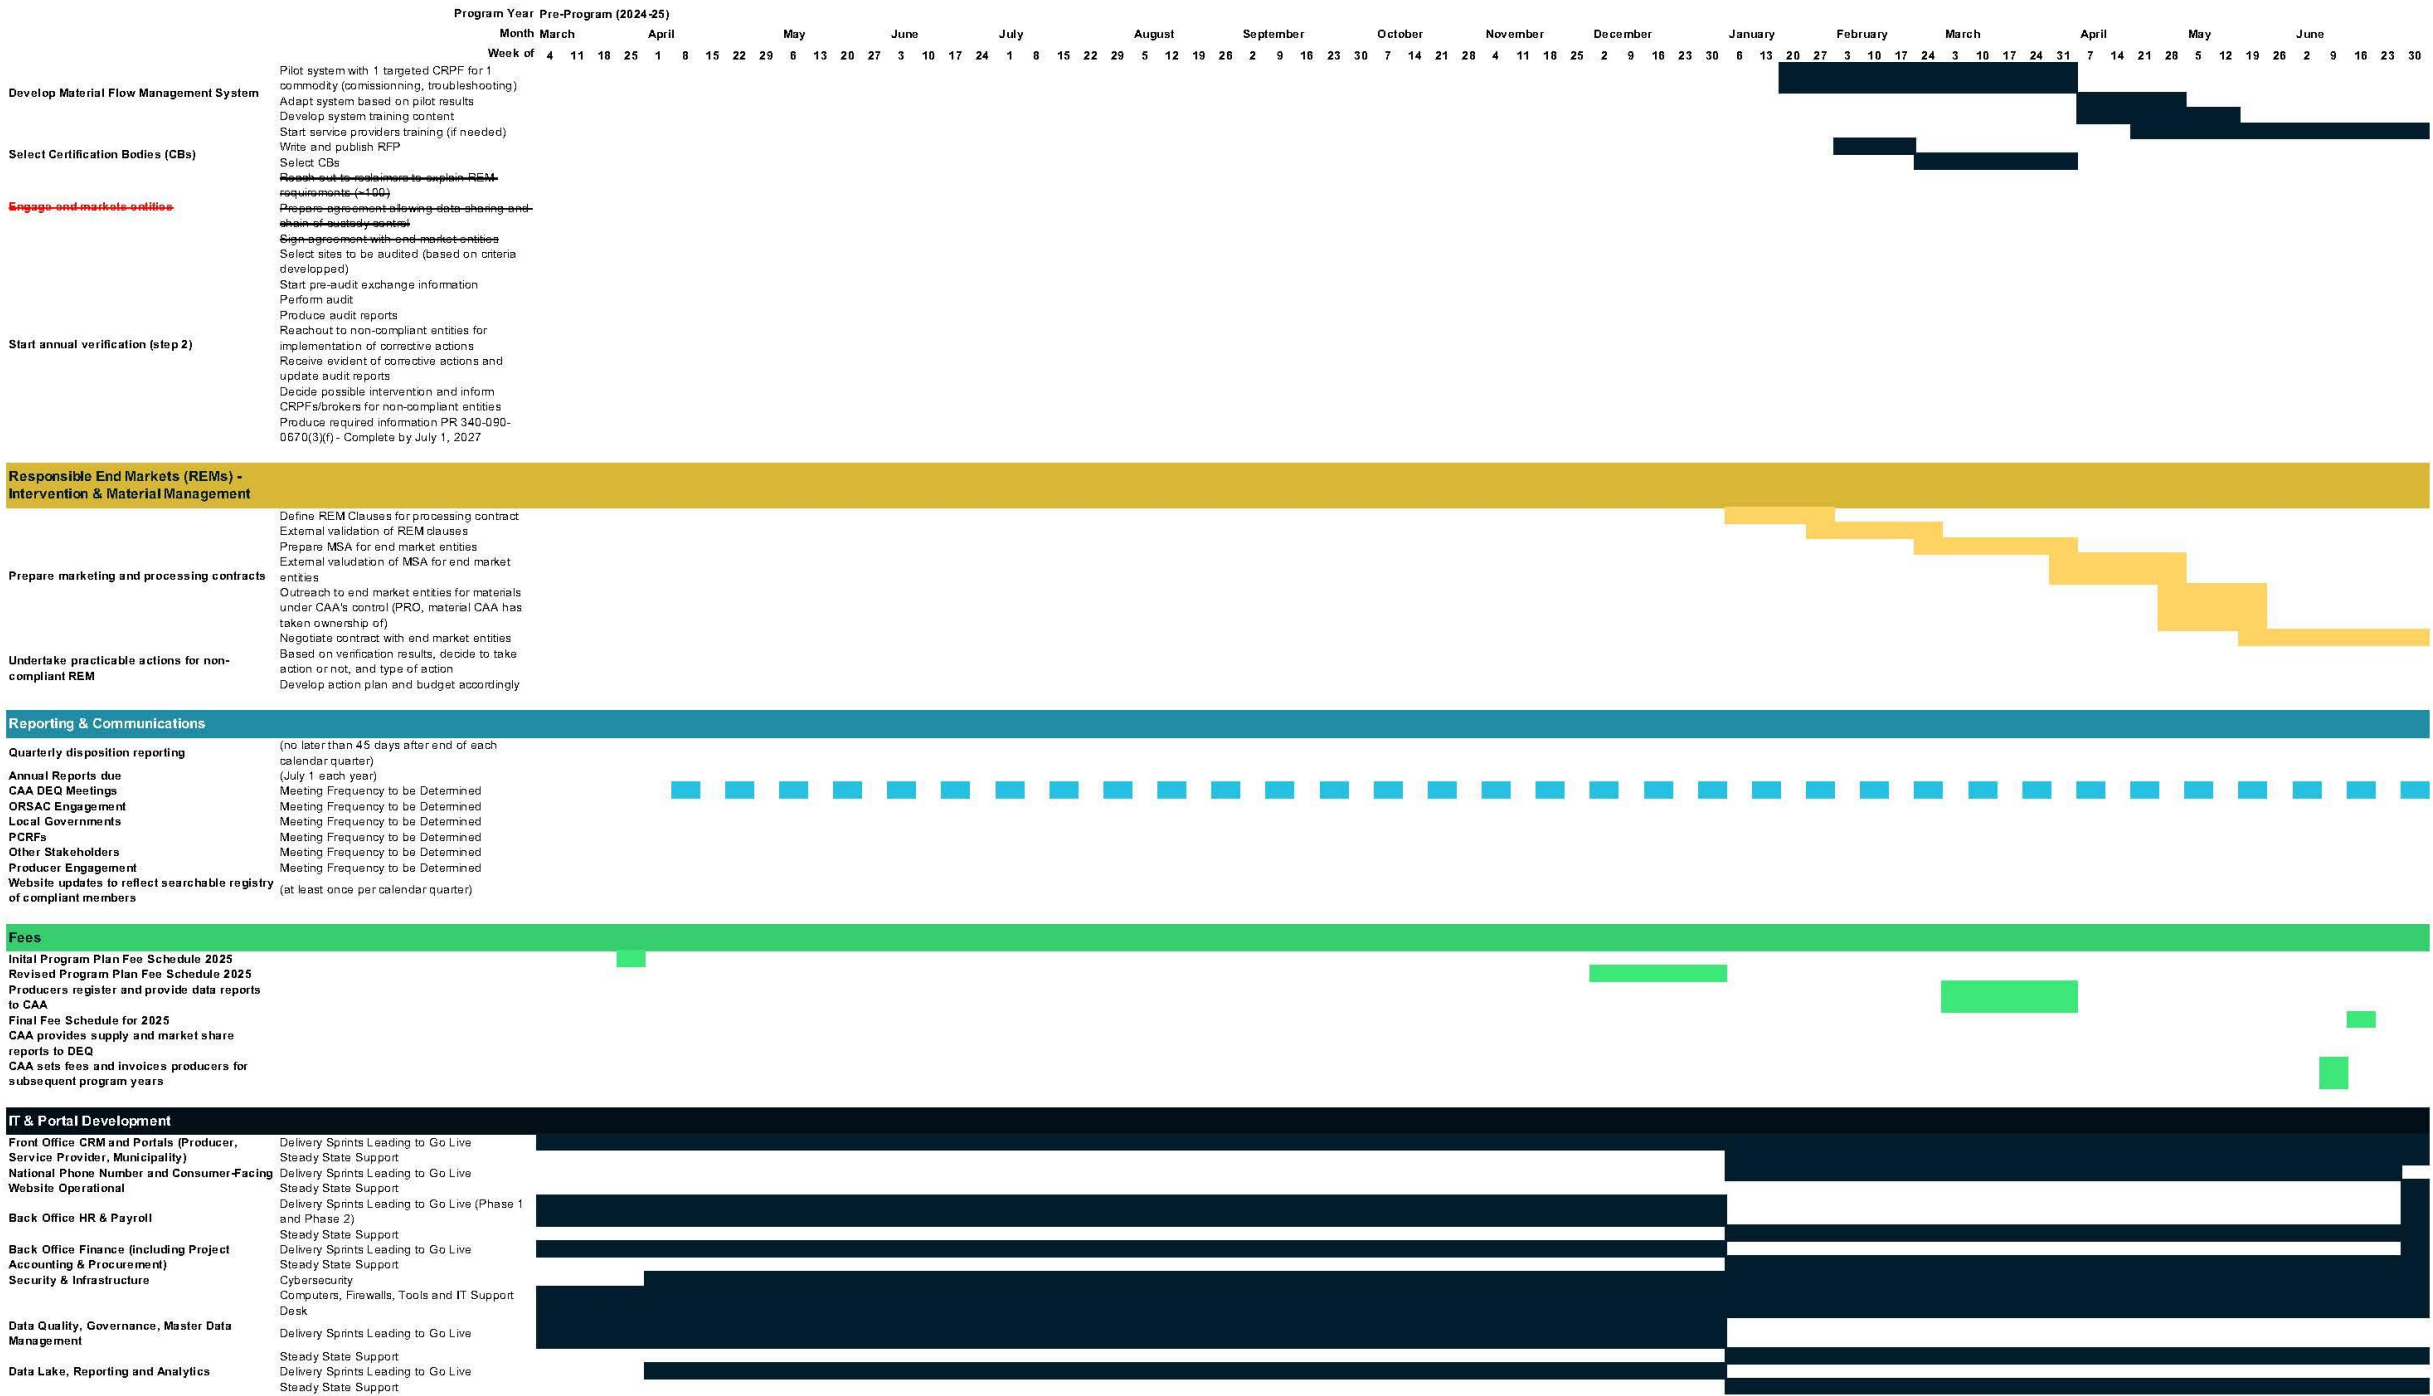 Program Year Pre-Program (2024-25)
Month March April May June July August September October November December January February March April May June
Week of 4 11 18 25 1 8 15 22 29 6 13 20 27 3 10 17 24 1 8 15 22 29 5 12 19 26 2 9 16 23 30 7 14 21 28 4 11 18 25 2 9 16 23 30 6 13 20 27 3 10 17 24 3 10 17 24 31 7 14 21 28 5 12 19 26 2 9 16 23 30
Develop Material Flow Management System
Pilot system with 1 targeted CRPF for 1
commodity (comissionning, troubleshooting)
Adapt system based on pilot results
Develop system training content
Start service providers training (if needed)
Select Certification Bodies (CBs)
Write and publish RFP
Select CBs
Engage end markets entities
Reach out to reclaimers to explain REM
requirements (~100)
Prepare agreement allowing data sharing and
chain of custody control
Sign agreement with end market entities
Start annual verification (step 2)
Select sites to be audited (based on criteria
developped)
Start pre-audit exchange information
Perform audit
Produce audit reports
Reachout to non-compliant entities for
implementation of corrective actions
Receive evident of corrective actions and
update audit reports
Decide possible intervention and inform
CRPFs/brokers for non-compliant entities
Produce required information PR 340-090-
0670(3)(f) - Complete by July 1, 2027
Responsible End Markets (REMs) -
Intervention & Material Management
Prepare marketing and processing contracts
Define REM Clauses for processing contract
External validation of REM clauses
Prepare MSA for end market entities
External valudation of MSA for end market
entities
Outreach to end market entities for materials
under CAA's control (PRO, material CAA has
taken ownership of)
Negotiate contract with end market entities
Undertake practicable actions for non-
compliant REM
Based on verification results, decide to take
action or not, and type of action
Develop action plan and budget accordingly
Reporting & Communications
Quarterly disposition reporting
(no later than 45 days after end of each
calendar quarter)
Annual Reports due (July 1 each year)
CAA DEQ Meetings Meeting Frequency to be Determined
ORSAC Engagement Meeting Frequency to be Determined
Local Governments Meeting Frequency to be Determined
PCRFs Meeting Frequency to be Determined
Other Stakeholders Meeting Frequency to be Determined
Producer Engagement Meeting Frequency to be Determined
Website updates to reflect searchable registry
of compliant members
(at least once per calendar quarter)
Fees
Inital Program Plan Fee Schedule 2025
Revised Program Plan Fee Schedule 2025
Producers register and provide data reports
to CAA
Final Fee Schedule for 2025
CAA provides supply and market share
reports to DEQ
CAA sets fees and invoices producers for
subsequent program years
IT & Portal Development
Front Office CRM and Portals (Producer,
Service Provider, Municipality)
Delivery Sprints Leading to Go Live
Steady State Support
National Phone Number and Consumer-Facing
Website Operational
Delivery Sprints Leading to Go Live
Steady State Support
Back Office HR & Payroll
Delivery Sprints Leading to Go Live (Phase 1
and Phase 2)
Steady State Support
Back Office Finance (including Project
Accounting & Procurement)
Delivery Sprints Leading to Go Live
Steady State Support
Security & Infrastructure Cybersecurity
Computers, Firewalls, Tools and IT Support
Desk
Data Quality, Governance, Master Data
Management
Delivery Sprints Leading to Go Live
Steady State Support
Data Lake, Reporting and Analytics Delivery Sprints Leading to Go Live
Steady State Support